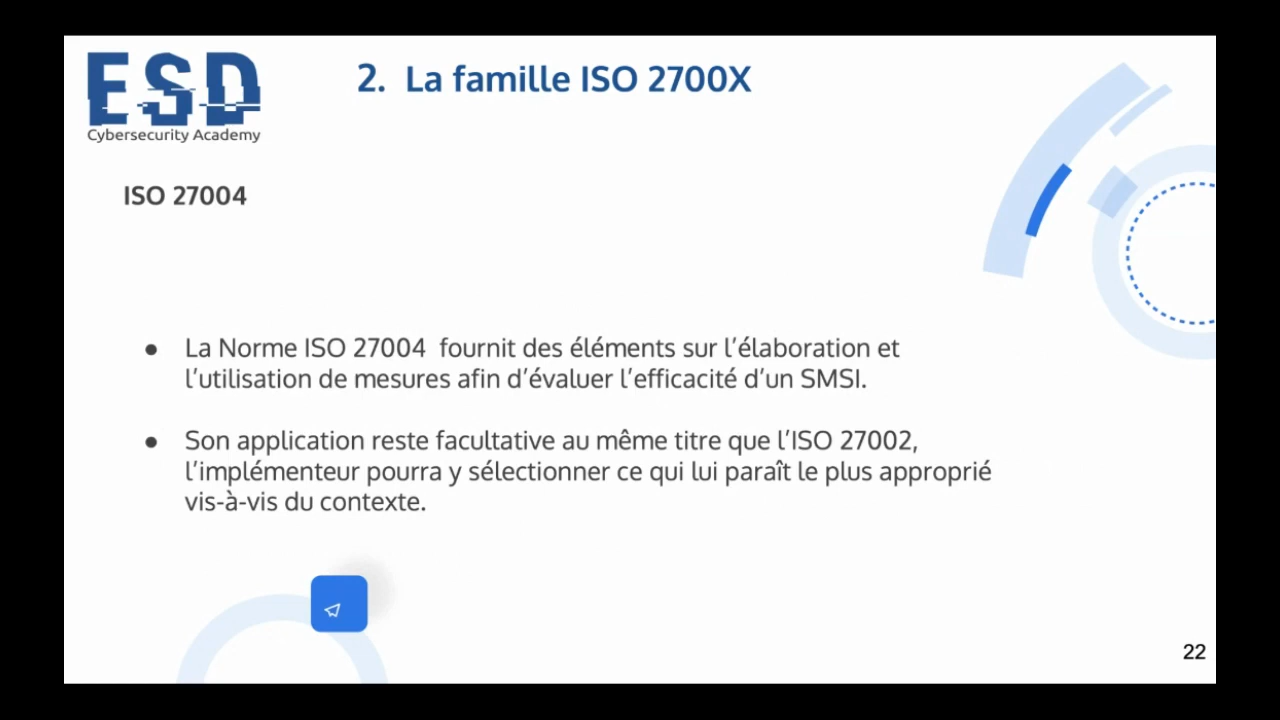 ESD
Cybersecurity Academy
2. La famille ISO 2700X
ISO 27004
● La Norme ISO 27004 fournit des éléments sur l’élaboration et
l’utilisation de mesures afin d’évaluer l’efficacité d’un SMSI.
● Son application reste facultative au même titre que l’ISO 27002,
l’implémenteur pourra y sélectionner ce qui lui paraît le plus approprié
vis-à-vis du contexte.
22